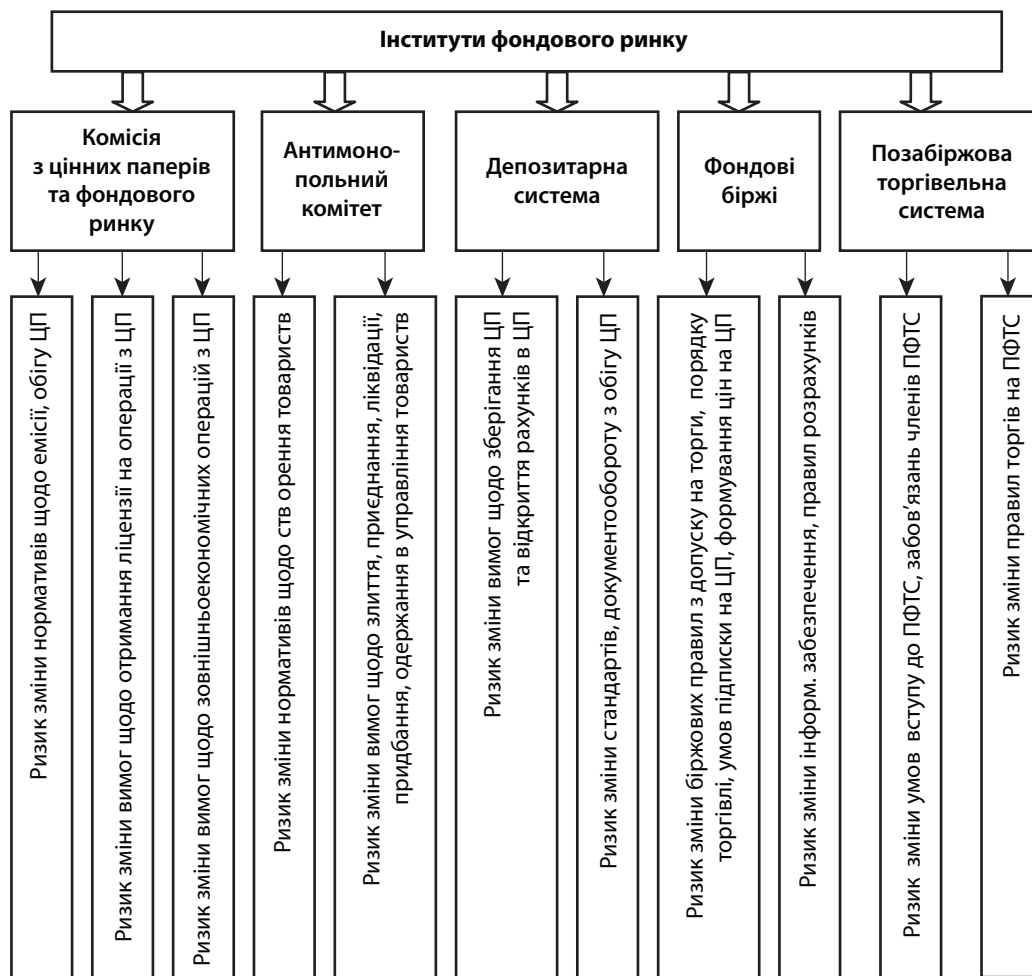 Інститути фондового ринку
Комісія
з цінних паперів
та фондового
ринку
Антимоно-
польний
комітет
Депозитарна
система
Фондові
біржі
Позабіржова
торгівельна
система
Ризик зміни нормативів щодо емісії, обігу ЦП
Ризик зміни вимог щодо отримання ліцензії на операції з ЦП
Ризик зміни вимог щодо зовнішньоекономічних операцій з ЦП
Ризик зміни нормативів щодо ств орення товариств
Ризик зміни вимог щодо злиття, приєднання, ліквідації,
придбання, одержання в управління товариств
Ризик зміни вимог щодо зберігання ЦП
та відкриття рахунків в ЦП
Ризик зміни стандартів, документообороту з обігу ЦП
Ризик зміни біржових правил з допуску на торги, порядку
торгівлі, умов підписки на ЦП, формування цін на ЦП
Ризик зміни інформ. забезпечення, правил розрахунків
Ризик зміни умов вступу до ПФТС, забов’язань членів ПФТС
Ризик зміни правил торгів на ПФТС